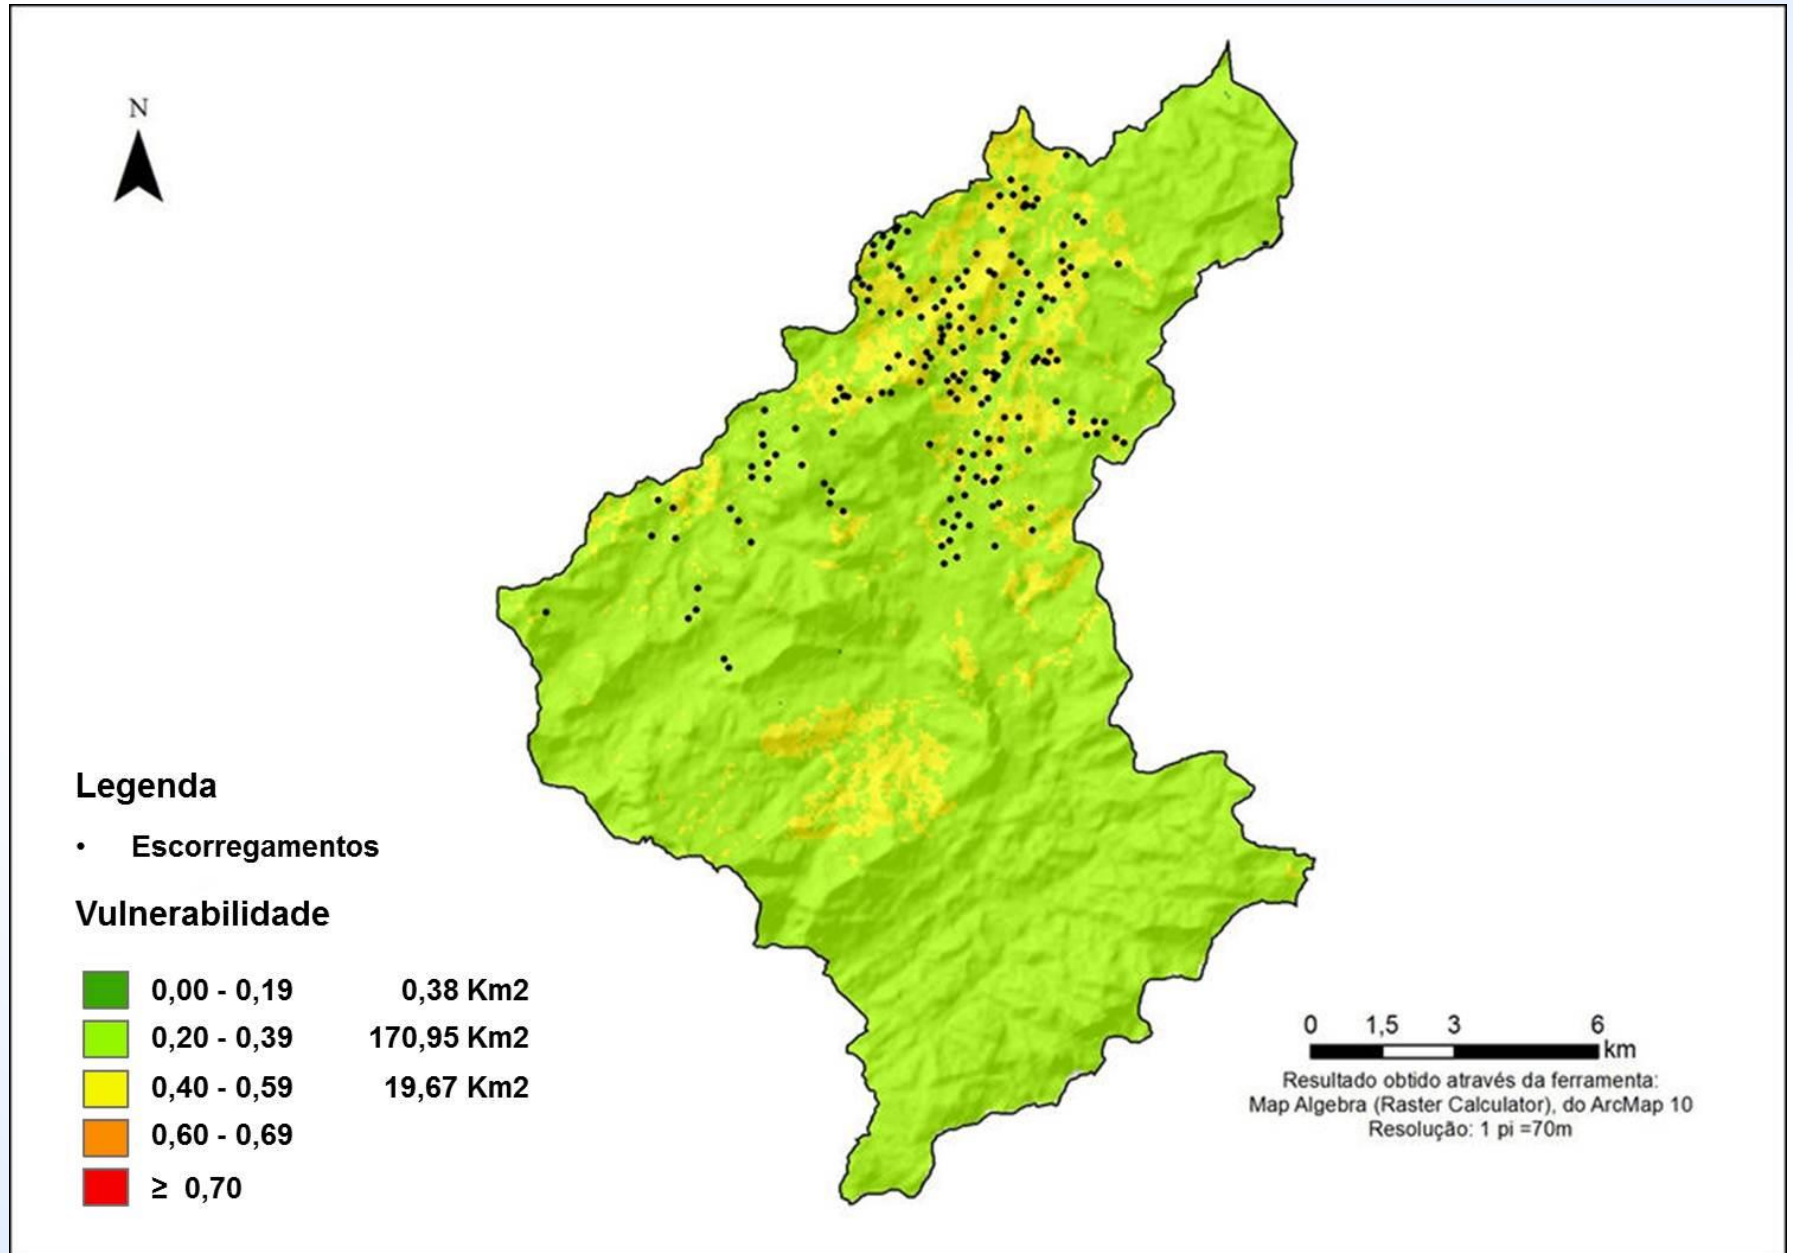 N
Legenda
• Escorregamentos
Vulnerabilidade
0,00 - 0,19 0,38 Km2
0,20 - 0,39 170,95 Km2
0,40 - 0,59 19,67 Km2
0,60 - 0,69
≥ 0,70
0 1,5 3 6
km
Resultado obtido através da ferramenta:
Map Algebra (Raster Calculator), do ArcMap 10
Resolução: 1 pi =70m